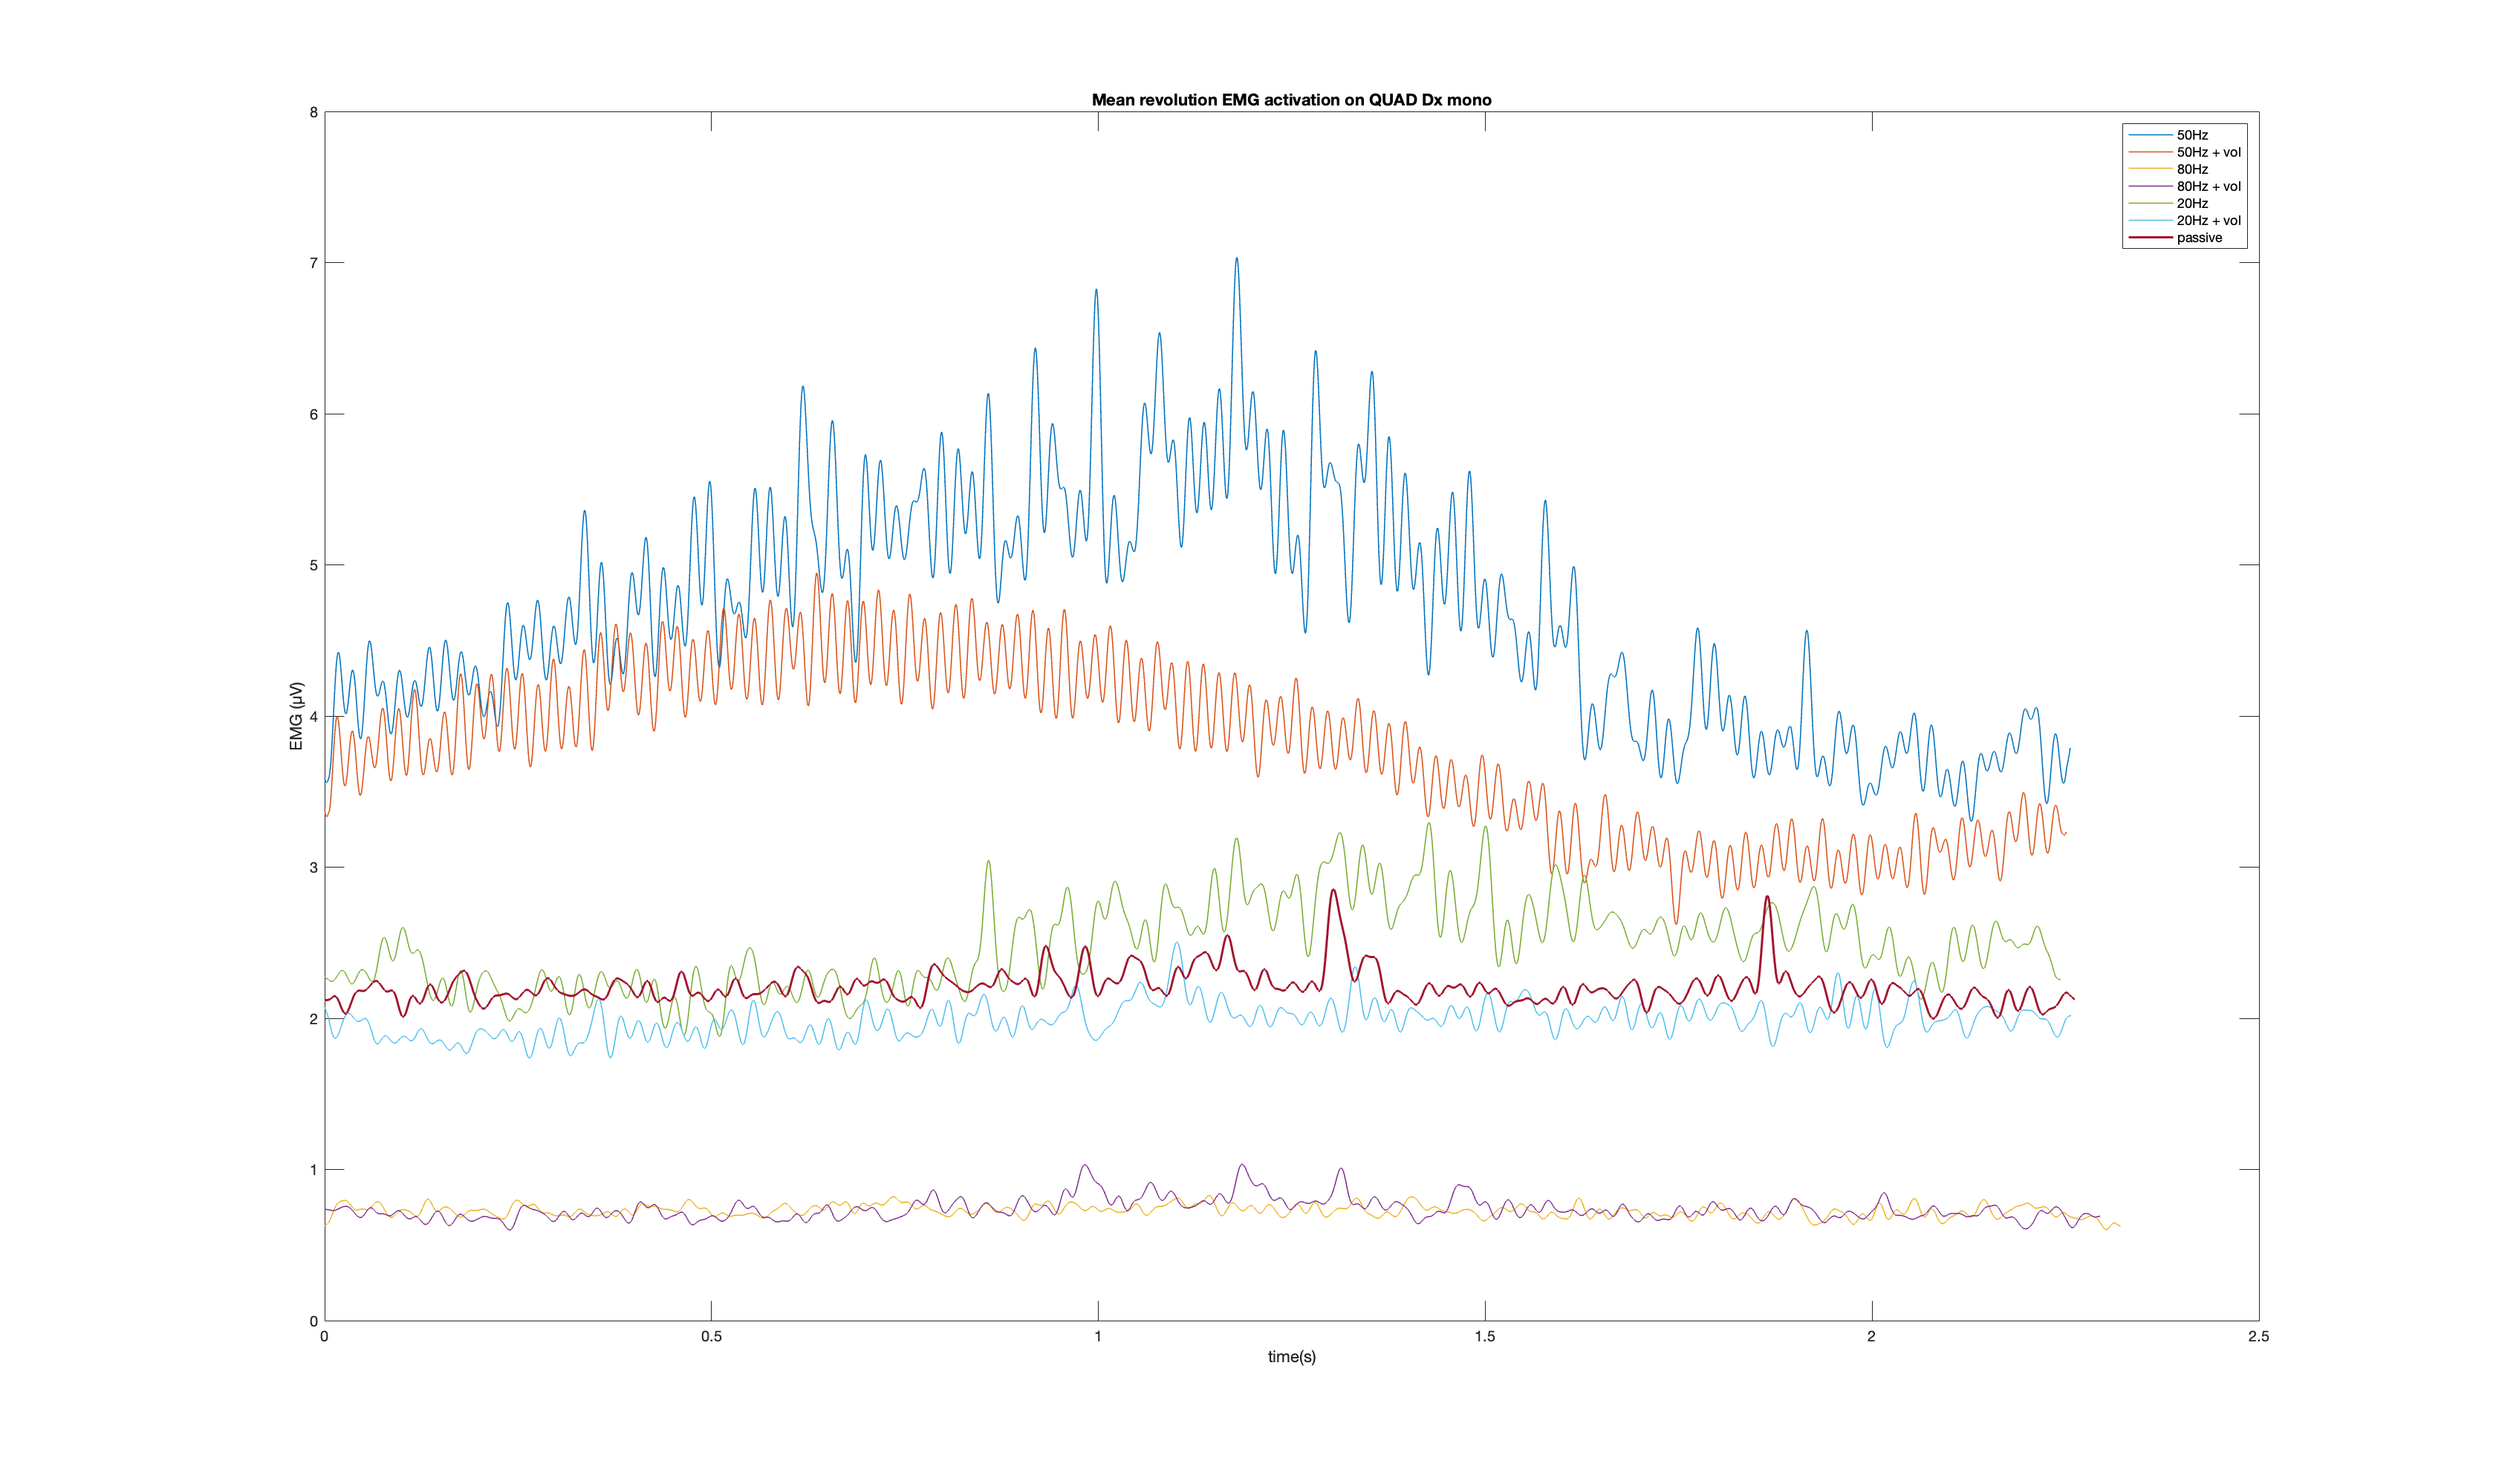 Mean revolution EMG activation on QUAD Dx mono
8
7
6
5
4
3
2
1
0
EMG (µV)
50Hz
50Hz + vol
80Hz
80Hz + vol
20Hz
20Hz + vol
passive
0
0.5
1
1.5
2
2.5
time(s)